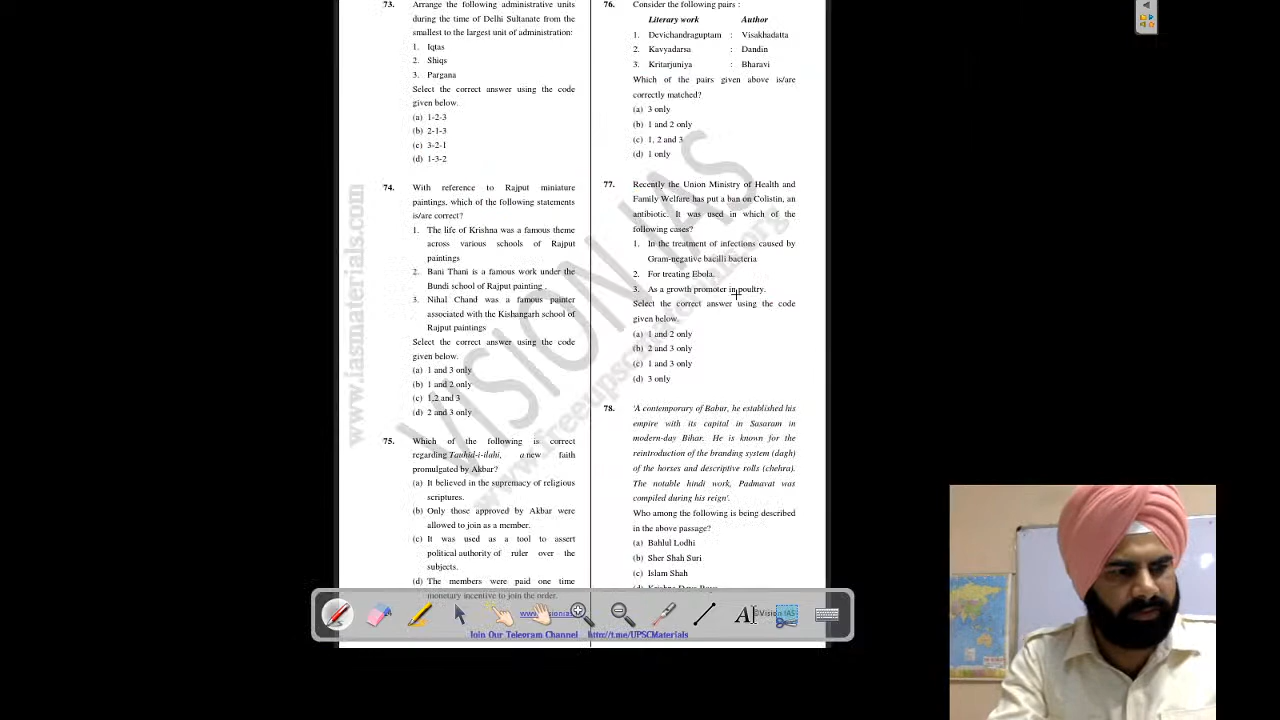 73. Arrange the following administrative units
during the time of Delhi Sultanate from the
smallest to the largest unit of administration:
1. Iqtas
2. Shiqs
3. Pargana
Select the correct answer using the code
given below.
(a) 1-2-3
(b) 2-1-3
(c) 3-2-1
(d) 1-3-2
74. With reference to Rajput miniature
paintings, which of the following statements
is/are correct?
1. The life of Krishna was a famous theme
across various schools of Rajput
paintings
2. Bani Thani is a famous work under the
Bundi school of Rajput painting .
3. Nihal Chand was a famous painter
associated with the Kishangarh school of
Rajput paintings
Select the correct answer using the code
given below.
(a) 1 and 3 only
(b) 1 and 2 only
(c) 1,2 and 3
(d) 2 and 3 only
75. Which of the following is correct
regarding Tauhid-i-ilahi, a new faith
promulgated by Akbar?
(a) It believed in the supremacy of religious
scriptures.
(b) Only those approved by Akbar were
allowed to join as a member.
(c) It was used as a tool to assert
political authority of ruler over the
subjects.
(d) The members were paid one time
monetary incentive to join the order.
76. Consider the following pairs :
Literary work Author
1. Devichandraguptam : Visakhadatta
2. Kavyadarsa : Dandin
3. Kritarjuniya : Bharavi
Which of the pairs given above is/are
correctly matched?
(a) 3 only
(b) 1 and 2 only
(c) 1, 2 and 3
(d) 1 only
77. Recently the Union Ministry of Health and
Family Welfare has put a ban on Colistin, an
antibiotic. It was used in which of the
following cases?
1. In the treatment of infections caused by
Gram-negative bacilli bacteria
2. For treating Ebola.
3. As a growth promoter in poultry.
Select the correct answer using the code
given below.
(a) 1 and 2 only
(b) 2 and 3 only
(c) 1 and 3 only
(d) 3 only
78. 'A contemporary of Babur, he established his
empire with its capital in Sasaram in
modern-day Bihar. He is known for the
reintroduction of the branding system (dagh)
of the horses and descriptive rolls (chehra).
The notable hindi work, Padmavat was
compiled during his reign'.
Who among the following is being described
in the above passage?
(a) Bahlul Lodhi
(b) Sher Shah Suri
(c) Islam Shah
www.iasmaterials.com
VISION IAS
©Vision IAS
Join Our Telegram Channel http://t.me/UPSCMaterials